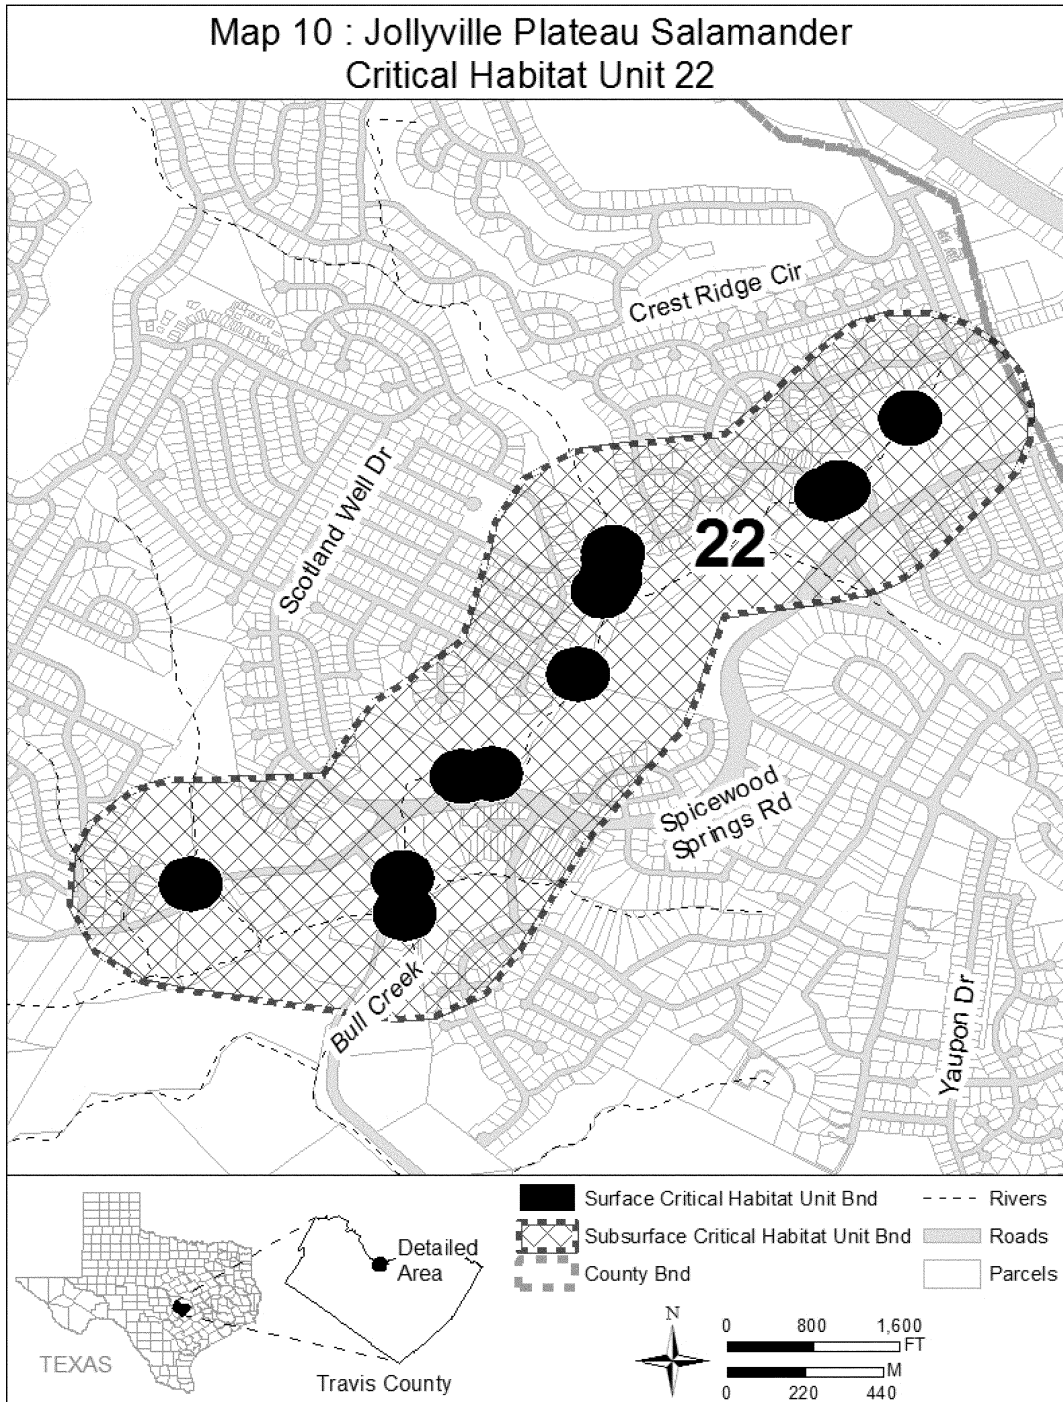 Map 10 : Jollyville Plateau Salamander
Critical Habitat Unit 22
Crest Ridge Cir
Scotland Well Dr
22
Spicewood
Springs Rd
Bull Creek
Yaupon Dr
Surface Critical Habitat Unit Bnd
Rivers
Subsurface Critical Habitat Unit Bnd
Roads
County Bnd
Parcels
Detailed
Area
TEXAS
Travis County
N
0 800 1,600
FT
M
0 220 440